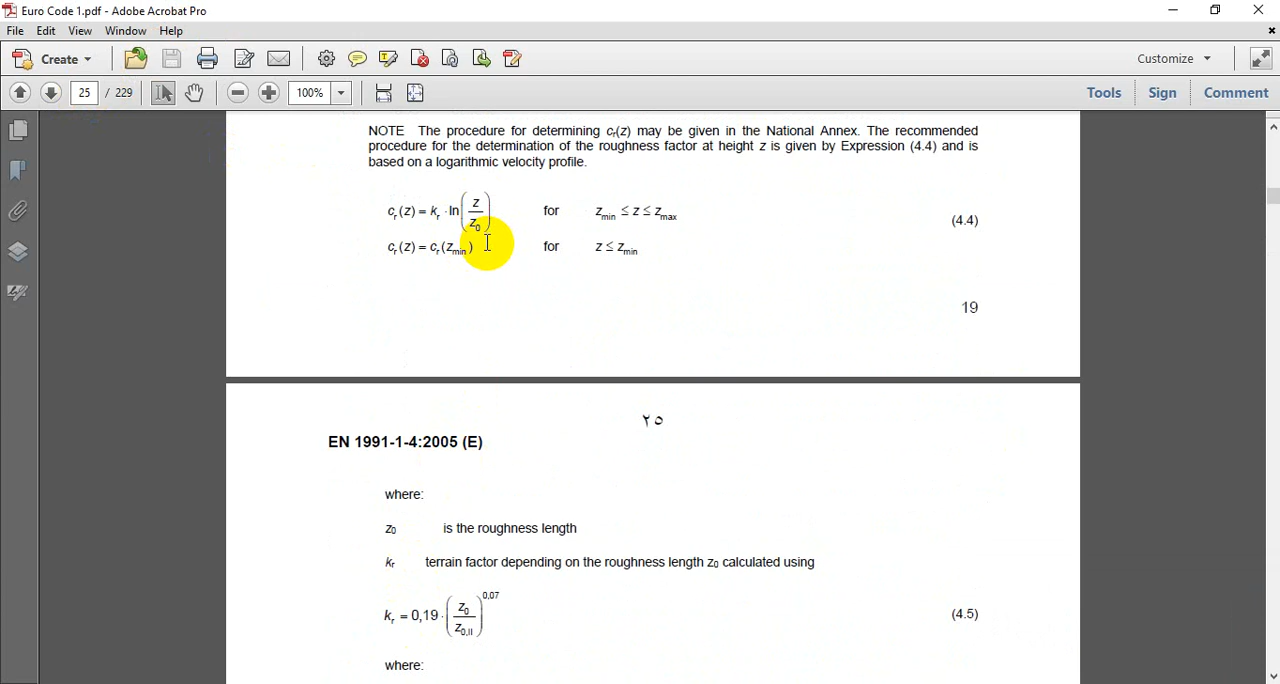 Euro Code 1.pdf - Adobe Acrobat Pro
File Edit View Window Help
Create Customize
25 / 229 100% Tools Sign Comment
NOTE The procedure for determining cr(z) may be given in the National Annex. The recommended
procedure for the determination of the roughness factor at height z is given by Expression (4.4) and is
based on a logarithmic velocity profile.
cr(z) = kr · ln(z/z0) for zmin ≤ z ≤ zmax (4.4)
cr(z) = cr(zmin) for z ≤ zmin
19
٢٥
EN 1991-1-4:2005 (E)
where:
z0 is the roughness length
kr terrain factor depending on the roughness length z0 calculated using
kr = 0,19 · (z0/z0,II)^0,07 (4.5)
where: